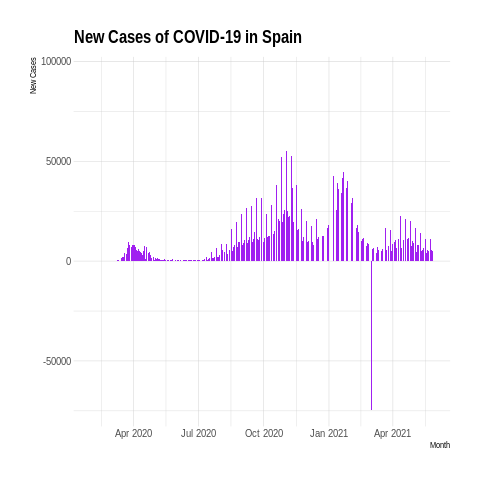 New Cases of COVID-19 in Spain
New Cases
100000
50000
0
-50000
Apr 2020 Jul 2020 Oct 2020 Jan 2021 Apr 2021
Month